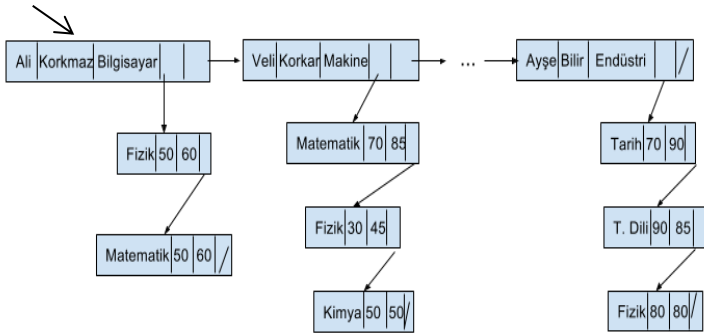 Ali Korkmaz Bilgisayar
Veli Korkar Makine
...
Ayşe Bilir Endüstri /
Fizik 50 60
Matematik 70 85
Tarih 70 90
Matematik 50 60 /
Fizik 30 45
T. Dili 90 85
Kimya 50 50 /
Fizik 80 80 /